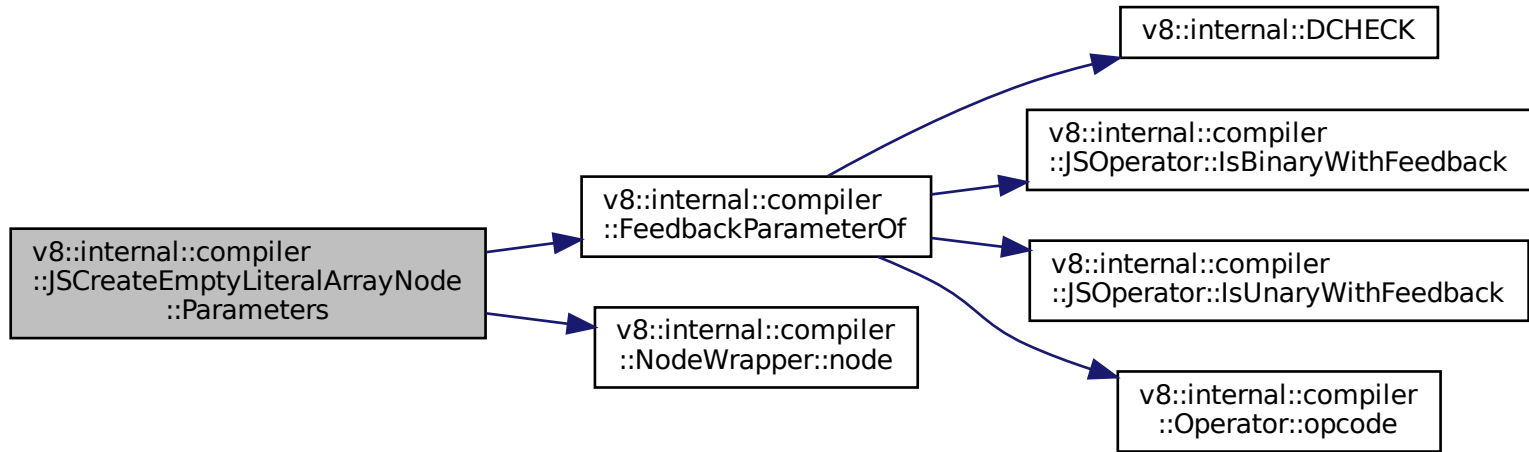 v8::internal::compiler
::JSCreateEmptyLiteralArrayNode
::Parameters
v8::internal::compiler
::FeedbackParameterOf
v8::internal::compiler
::NodeWrapper::node
v8::internal::DCHECK
v8::internal::compiler
::JSOperator::IsBinaryWithFeedback
v8::internal::compiler
::JSOperator::IsUnaryWithFeedback
v8::internal::compiler
::Operator::opcode